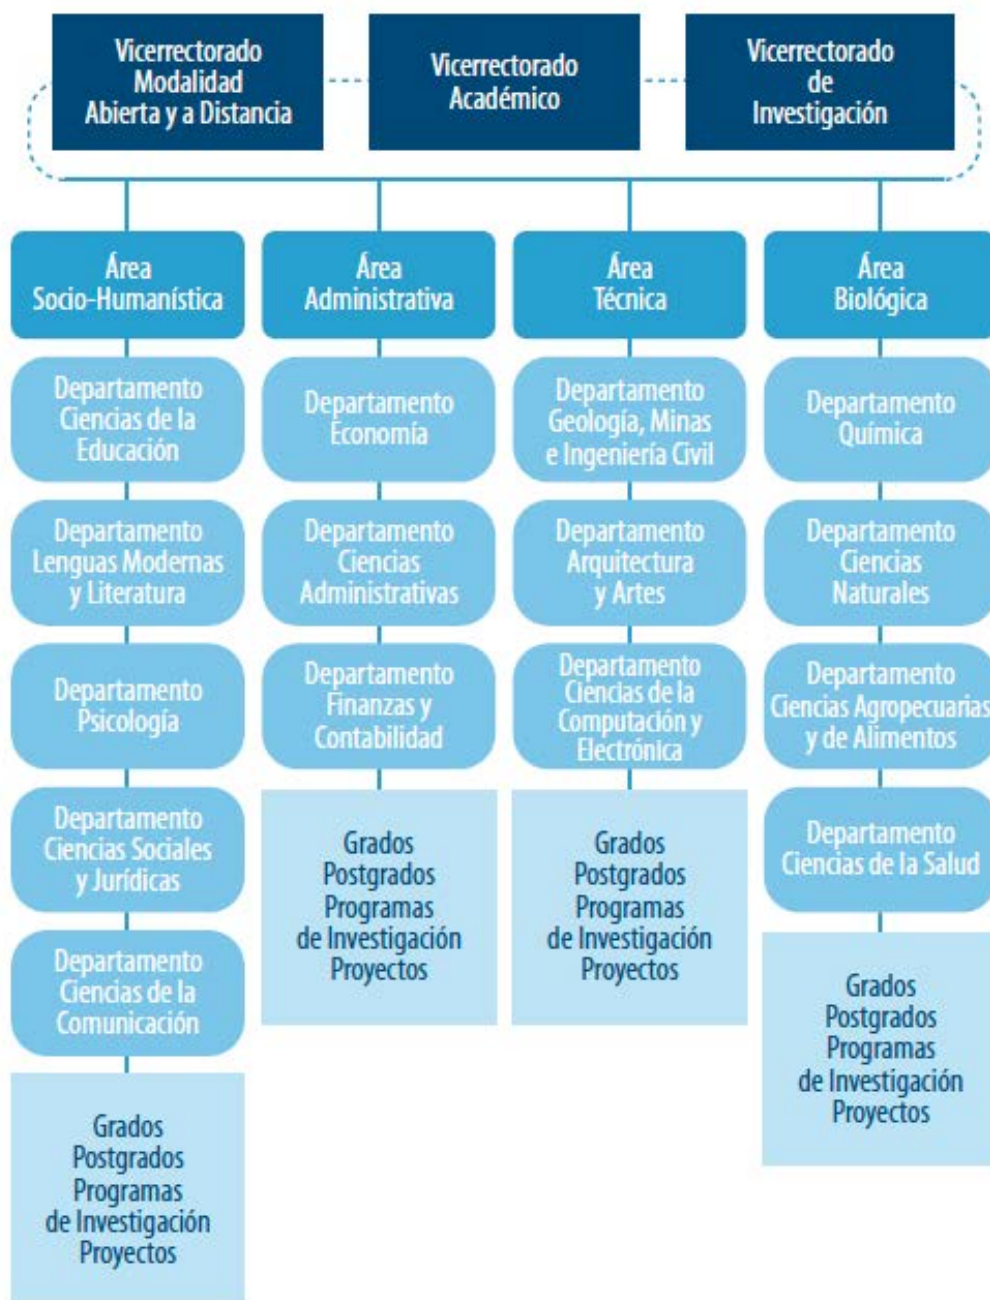 Vicerrectorado
Modalidad
Abierta y a Distancia
Vicerrectorado
Académico
Vicerrectorado
de
Investigación
Área
Socio-Humanística
Departamento
Ciencias de la
Educación
Departamento
Lenguas Modernas
y Literatura
Departamento
Psicología
Departamento
Ciencias Sociales
y Jurídicas
Departamento
Ciencias de la
Comunicación
Grados
Postgrados
Programas
de Investigación
Proyectos
Área
Administrativa
Departamento
Economía
Departamento
Ciencias
Administrativas
Departamento
Finanzas y
Contabilidad
Grados
Postgrados
Programas
de Investigación
Proyectos
Área
Técnica
Departamento
Geología, Minas
e Ingeniería Civil
Departamento
Arquitectura
y Artes
Departamento
Ciencias de la
Computación y
Electrónica
Grados
Postgrados
Programas
de Investigación
Proyectos
Área
Biológica
Departamento
Química
Departamento
Ciencias
Naturales
Departamento
Ciencias Agropecuarias
y de Alimentos
Departamento
Ciencias de la Salud
Grados
Postgrados
Programas
de Investigación
Proyectos